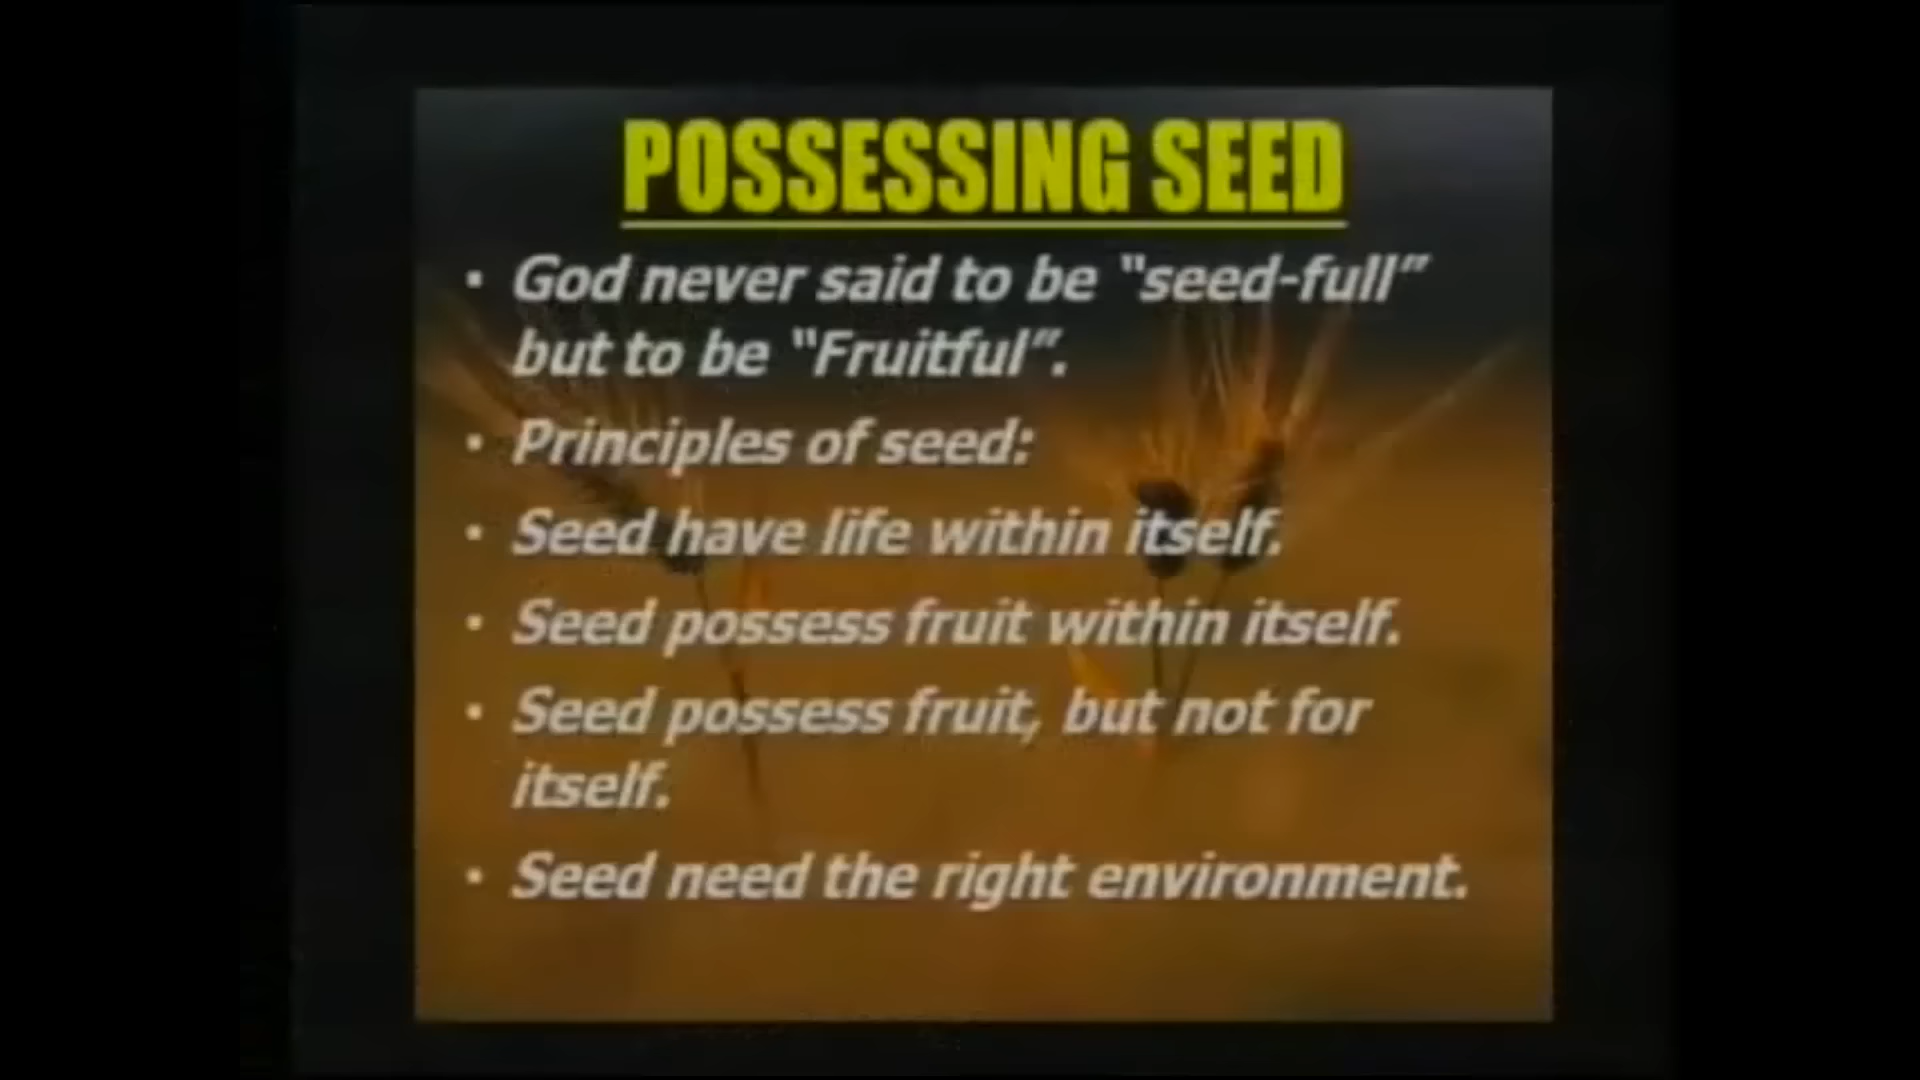 POSSESSING SEED
• God never said to be “seed-full”
but to be “Fruitful”.
• Principles of seed:
• Seed have life within itself.
• Seed possess fruit within itself.
• Seed possess fruit, but not for
itself.
• Seed need the right environment.